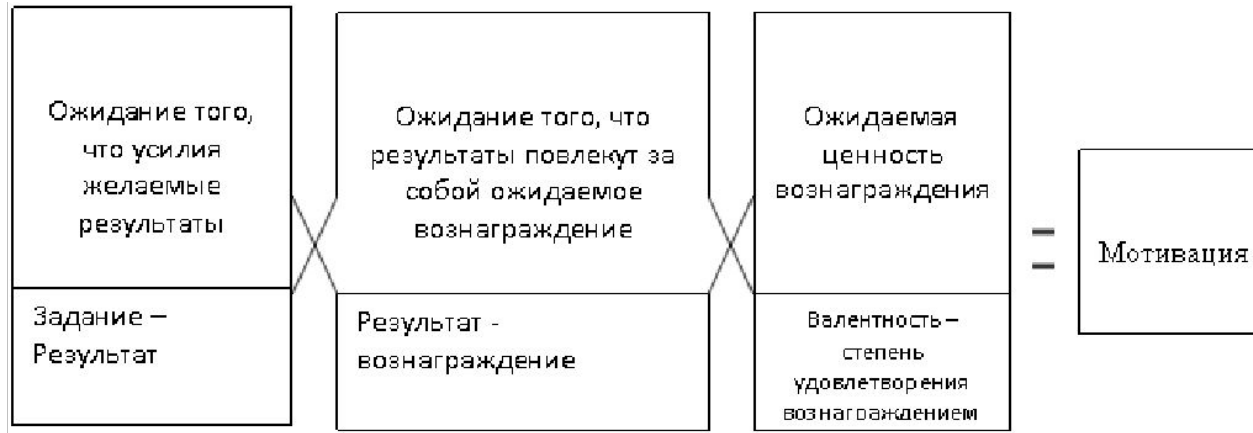 Ожидание того,
что усилия
желаемые
результаты
Задание –
Результат
Ожидание того, что
результаты повлекут за
собой ожидаемое
вознаграждение
Результат -
вознаграждение
Ожидаемая
ценность
вознаграждения
Валентность –
степень
удовлетворения
вознаграждением
=
Мотивация